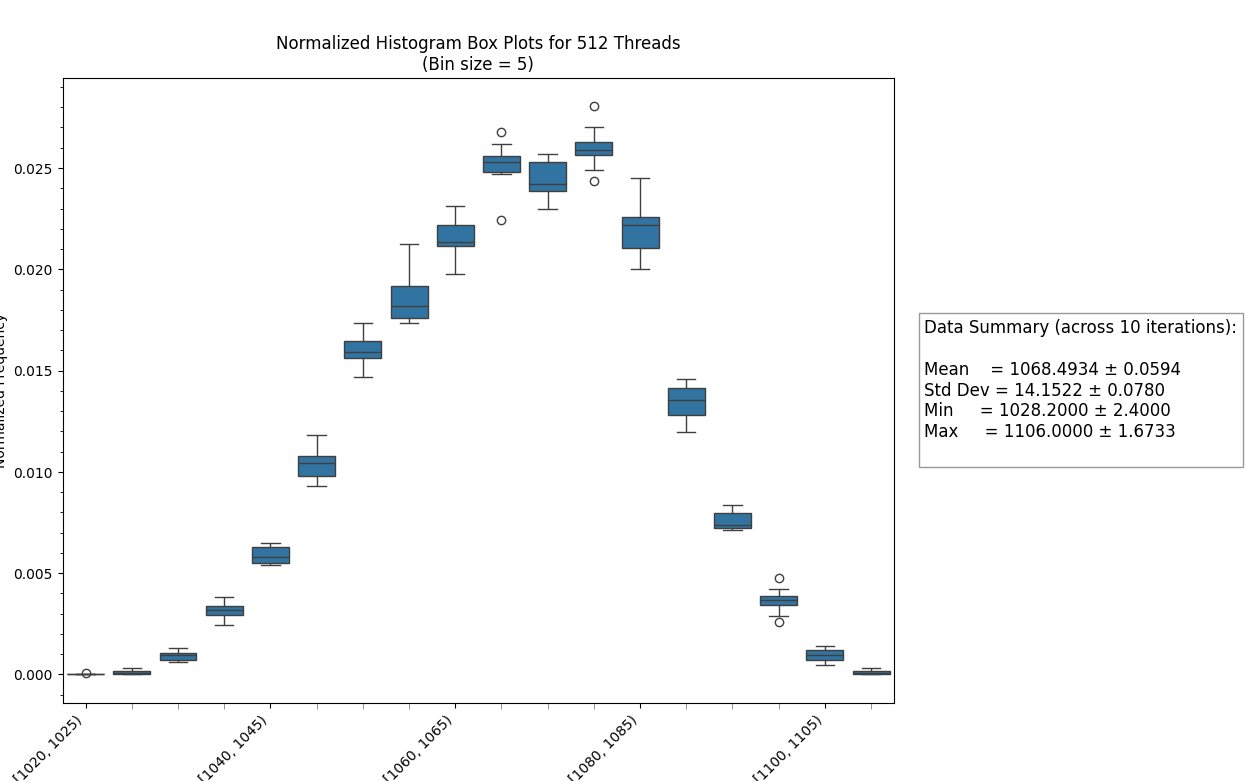 Normalized Histogram Box Plots for 512 Threads
(Bin size = 5)
0.025
0.020
0.015
0.010
0.005
0.000
Normalized Frequency
[1020, 1025)
[1040, 1045)
[1060, 1065)
[1080, 1085)
[1100, 1105)
Data Summary (across 10 iterations):
Mean = 1068.4934 ± 0.0594
Std Dev = 14.1522 ± 0.0780
Min = 1028.2000 ± 2.4000
Max = 1106.0000 ± 1.6733